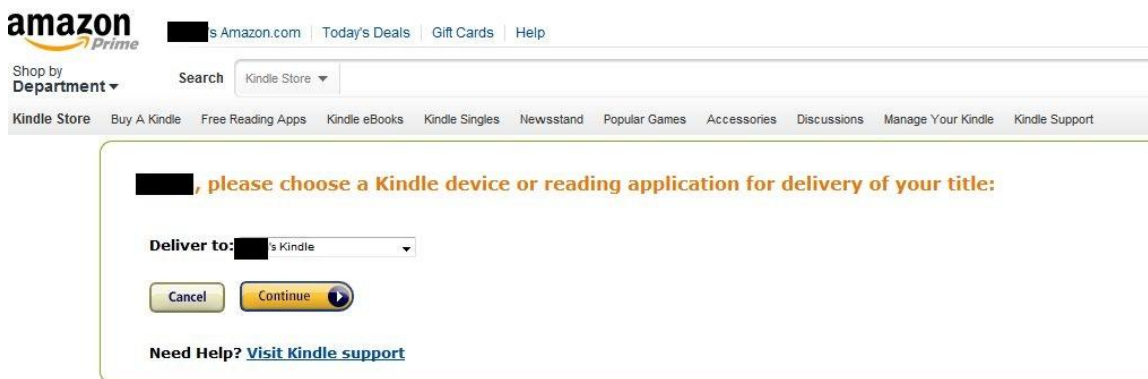 amazon
Prime
's Amazon.com Today's Deals Gift Cards Help
Shop by
Department
Search Kindle Store
Kindle Store Buy A Kindle Free Reading Apps Kindle eBooks Kindle Singles Newsstand Popular Games Accessories Discussions Manage Your Kindle Kindle Support
, please choose a Kindle device or reading application for delivery of your title:
Deliver to: 's Kindle
Cancel Continue
Need Help? Visit Kindle support